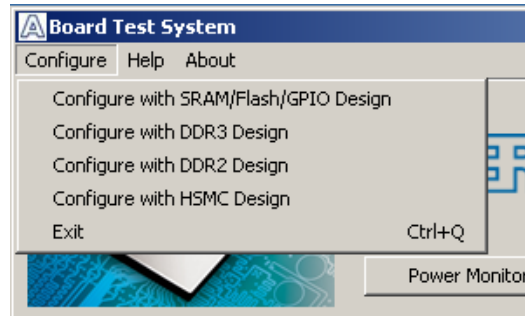 Board Test System
Configure Help About
Configure with SRAM/Flash/GPIO Design
Configure with DDR3 Design
Configure with DDR2 Design
Configure with HSMC Design
Exit Ctrl+Q
Power Monitor